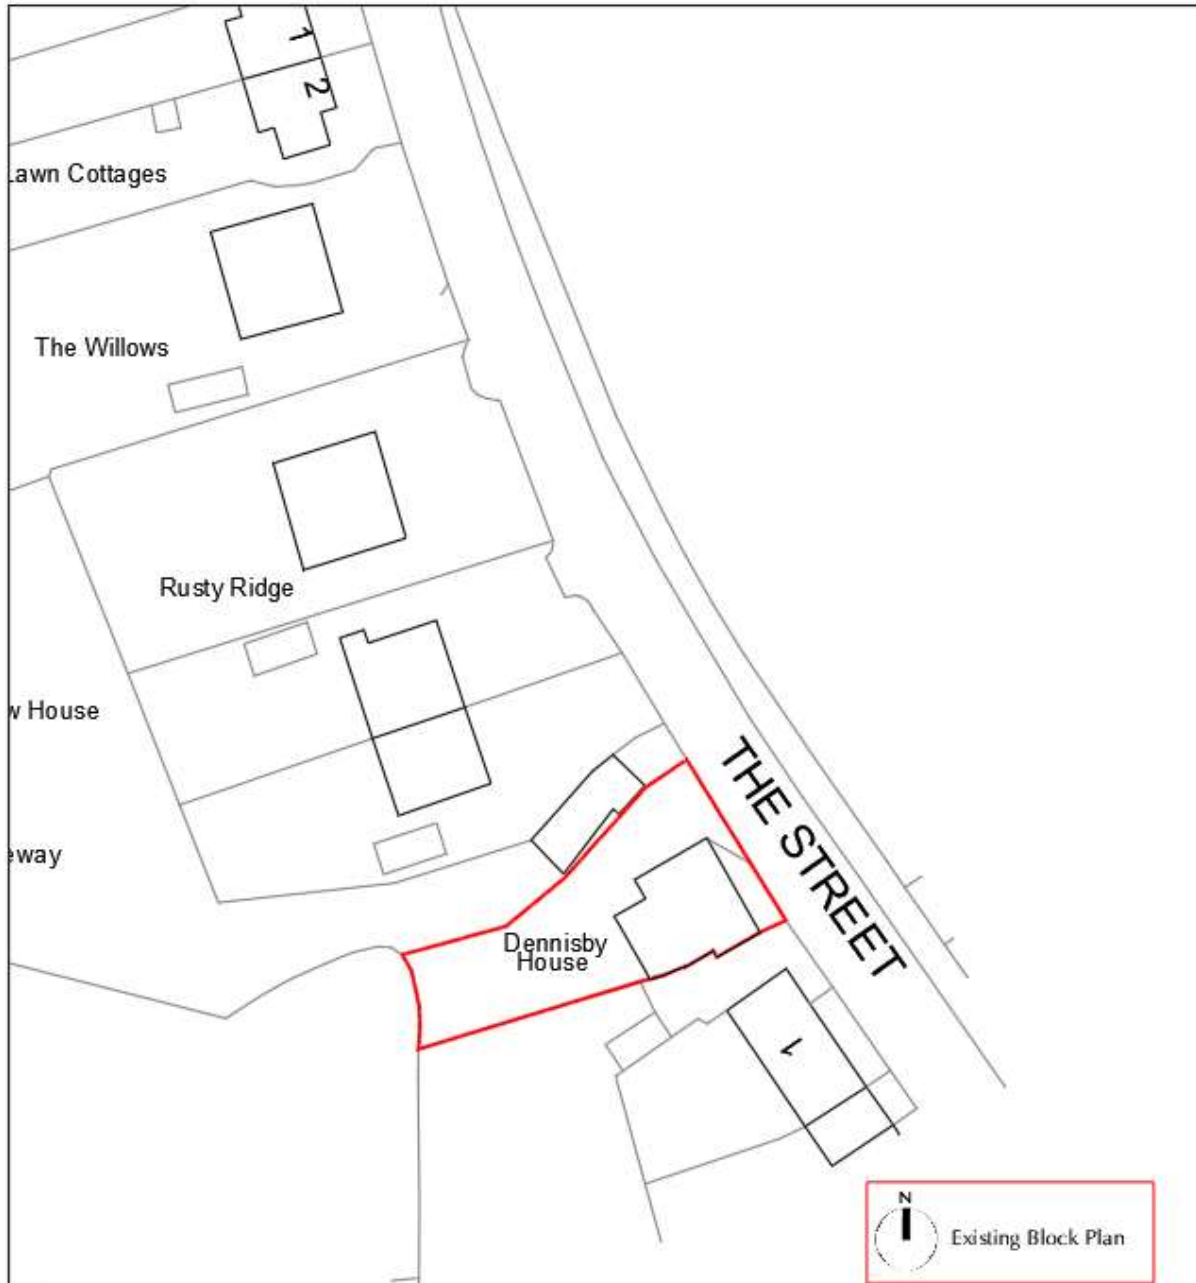 1
2
Lawn Cottages
The Willows
Rusty Ridge
w House
eway
THE STREET
Dennisby
House
1
N
Existing Block Plan